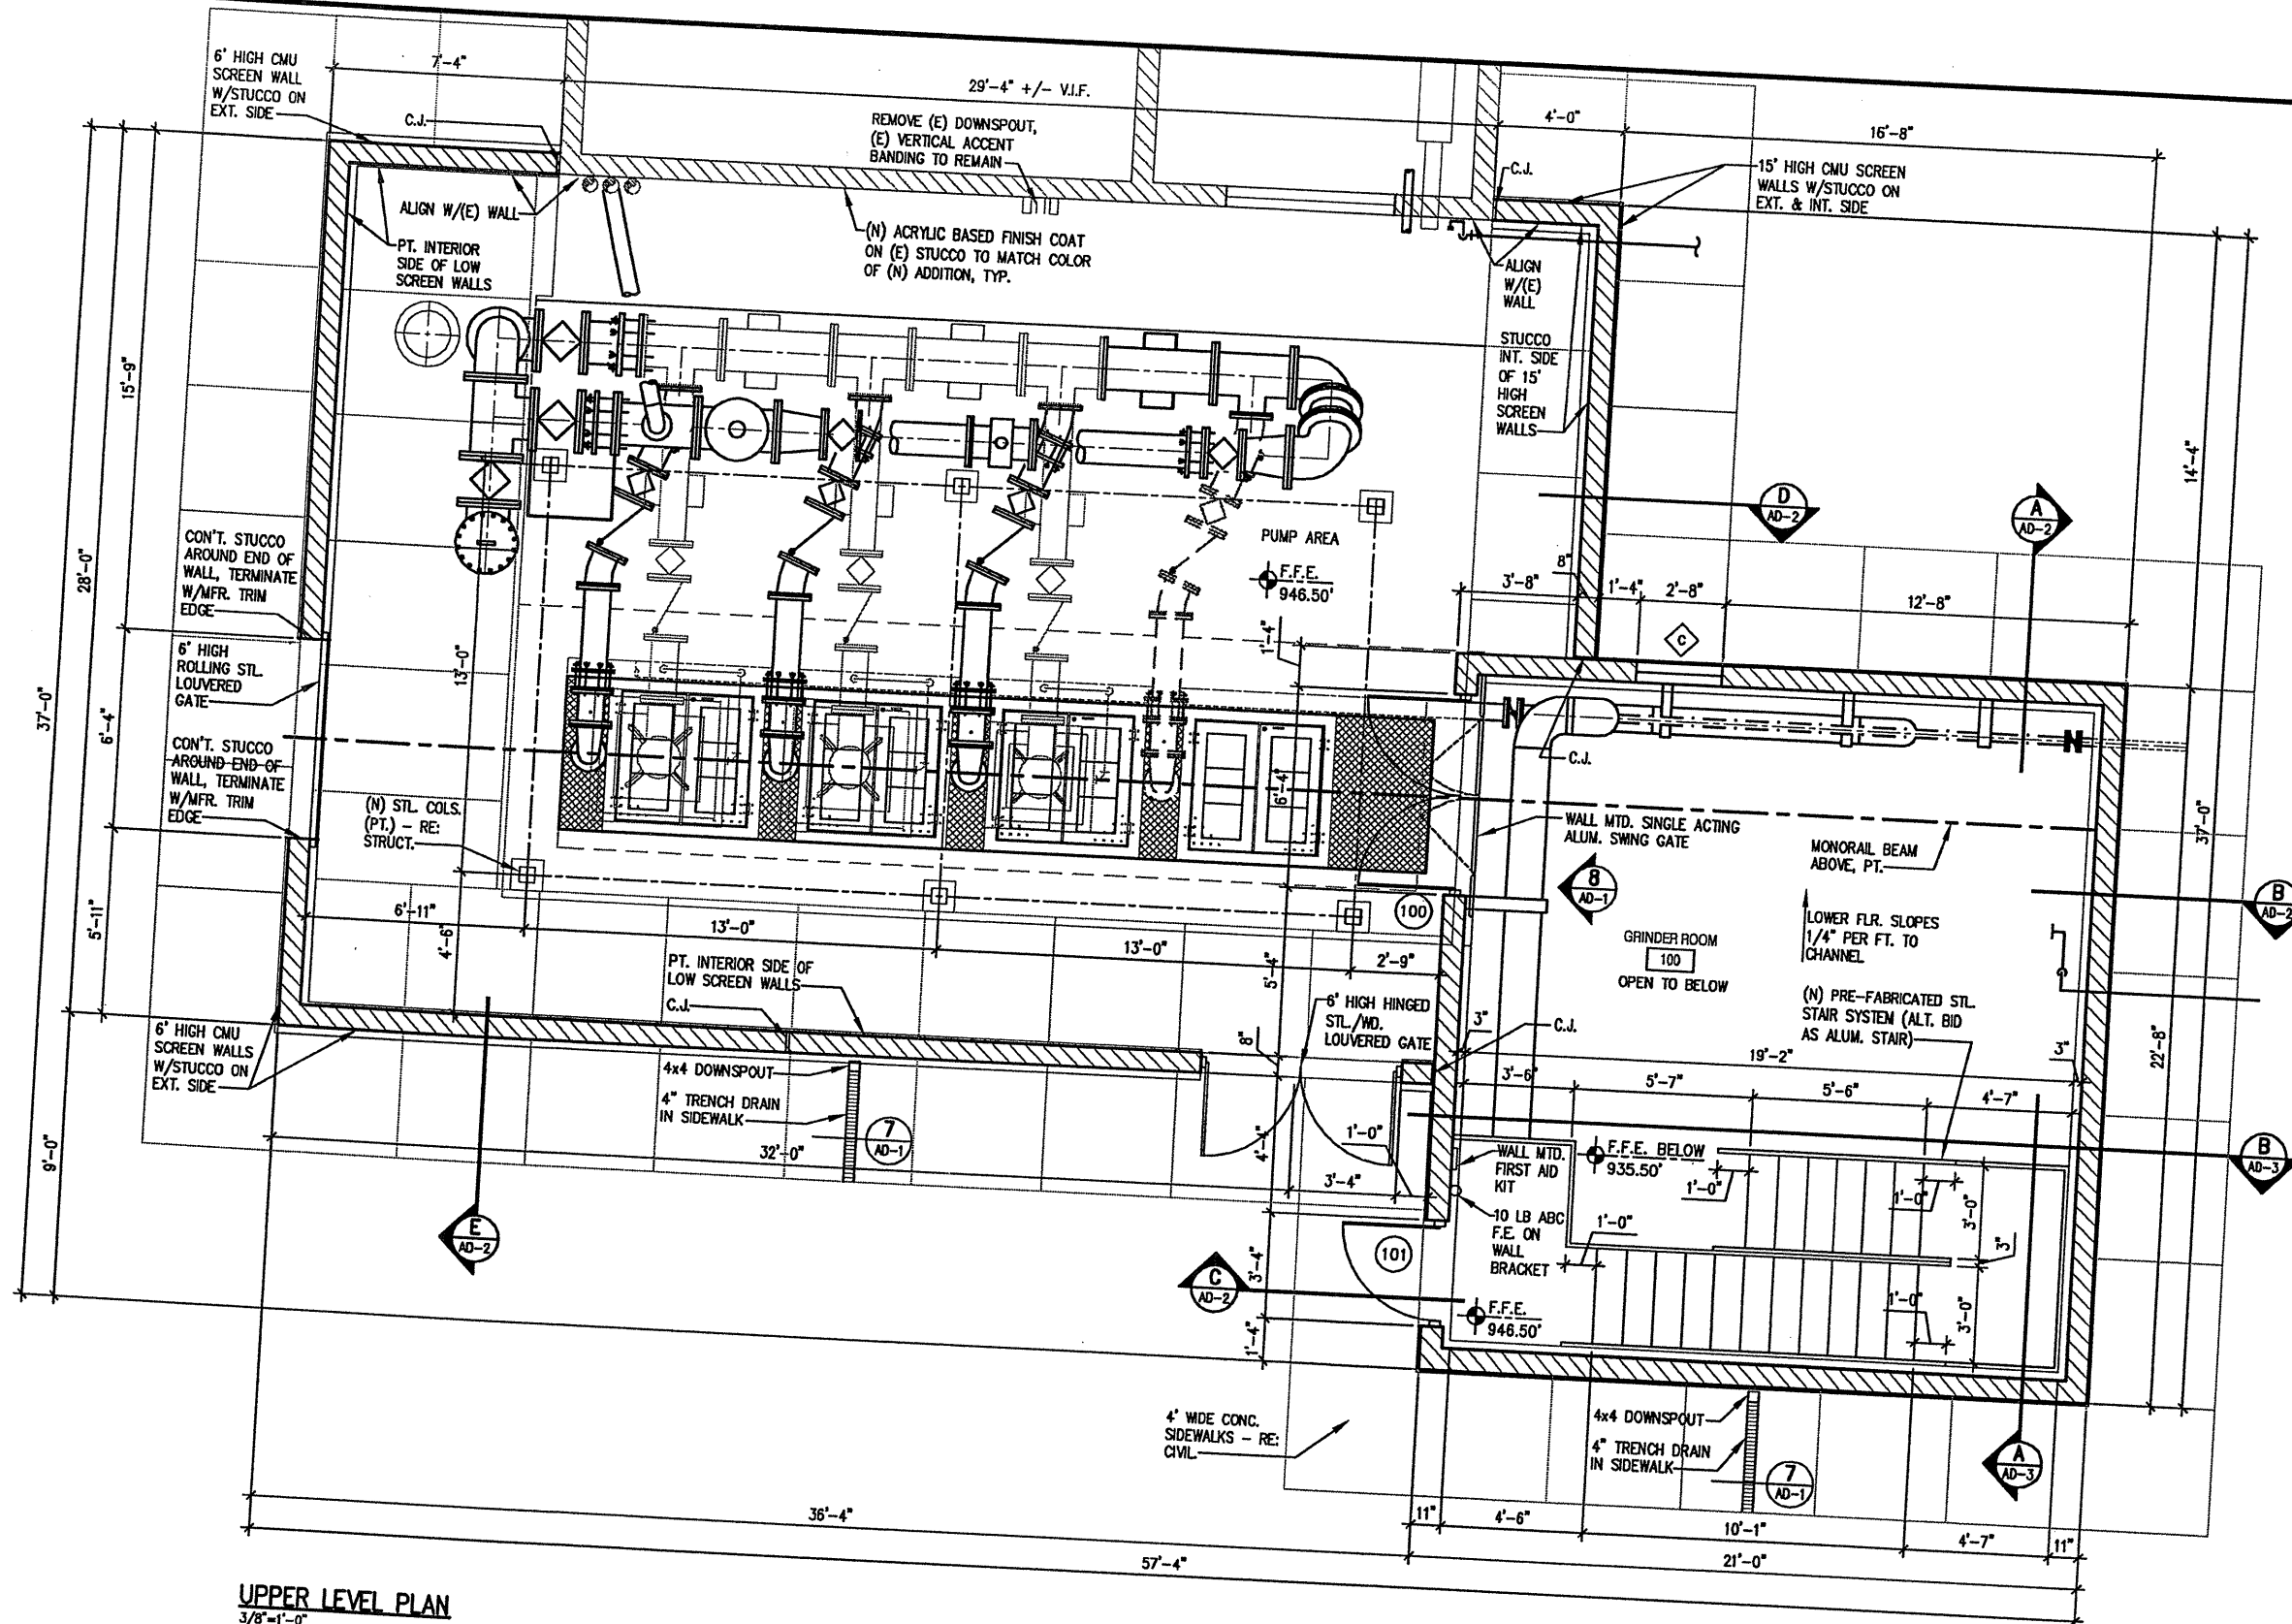 6' HIGH CMU
SCREEN WALL
W/STUCCO ON
EXT. SIDE
7'-4"
29'-4" +/- V.I.F.
C.J.
REMOVE (E) DOWNSPOUT,
(E) VERTICAL ACCENT
BANDING TO REMAIN
4'-0"
16'-8"
C.J.
15' HIGH CMU SCREEN
WALLS W/STUCCO ON
EXT. & INT. SIDE
ALIGN W/(E) WALL
PT. INTERIOR
SIDE OF LOW
SCREEN WALLS
(N) ACRYLIC BASED FINISH COAT
ON (E) STUCCO TO MATCH COLOR
OF (N) ADDITION, TYP.
ALIGN
W/(E)
WALL
STUCCO
INT. SIDE
OF 15'
HIGH
SCREEN
WALLS
15'-9"
28'-0"
37'-0"
14'-4"
D
AD-2
A
AD-2
CON'T. STUCCO
AROUND END OF
WALL, TERMINATE
W/MFR. TRIM
EDGE
PUMP AREA
F.F.E.
946.50'
8"
3'-8"
1'-4"
2'-8"
12'-8"
C
1'-4"
6' HIGH
ROLLING STL.
LOUVERED
GATE
13'-0"
6'-4"
CON'T. STUCCO
AROUND END OF
WALL, TERMINATE
W/MFR. TRIM
EDGE
(N) STL. COLS.
(PT.) - RE:
STRUCT.
6'-4"
C.J.
WALL MTD. SINGLE ACTING
ALUM. SWING GATE
MONORAIL BEAM
ABOVE, PT.
37'-0"
8
AD-1
B
AD-2
100
LOWER FLR. SLOPES
1/4" PER FT. TO
CHANNEL
GRINDER ROOM
100
OPEN TO BELOW
5'-11"
6'-11"
4'-6"
13'-0"
13'-0"
2'-9"
5'-4"
PT. INTERIOR SIDE OF
LOW SCREEN WALLS
C.J.
6' HIGH HINGED
STL./WD.
LOUVERED GATE
3"
C.J.
(N) PRE-FABRICATED STL.
STAIR SYSTEM (ALT. BID
AS ALUM. STAIR)
3"
22'-8"
6' HIGH CMU
SCREEN WALLS
W/STUCCO ON
EXT. SIDE
8"
19'-2"
3'-6"
5'-7"
5'-6"
4'-7"
4x4 DOWNSPOUT
4" TRENCH DRAIN
IN SIDEWALK
7
AD-1
32'-0"
9'-0"
4'-4"
1'-0"
3'-4"
WALL MTD.
FIRST AID
KIT
F.F.E. BELOW
935.50'
1'-0"
1'-0"
3'-0"
B
AD-3
10 LB ABC
F.E. ON
WALL
BRACKET
1'-0"
3"
E
AD-2
101
3'-4"
C
AD-2
F.F.E.
946.50'
1'-0"
3'-0"
1'-4"
4' WIDE CONC.
SIDEWALKS - RE:
CIVIL
4x4 DOWNSPOUT
4" TRENCH DRAIN
IN SIDEWALK
7
AD-1
A
AD-3
36'-4"
11"
4'-6"
10'-1"
4'-7"
11"
57'-4"
21'-0"
UPPER LEVEL PLAN
3/8"=1'-0"